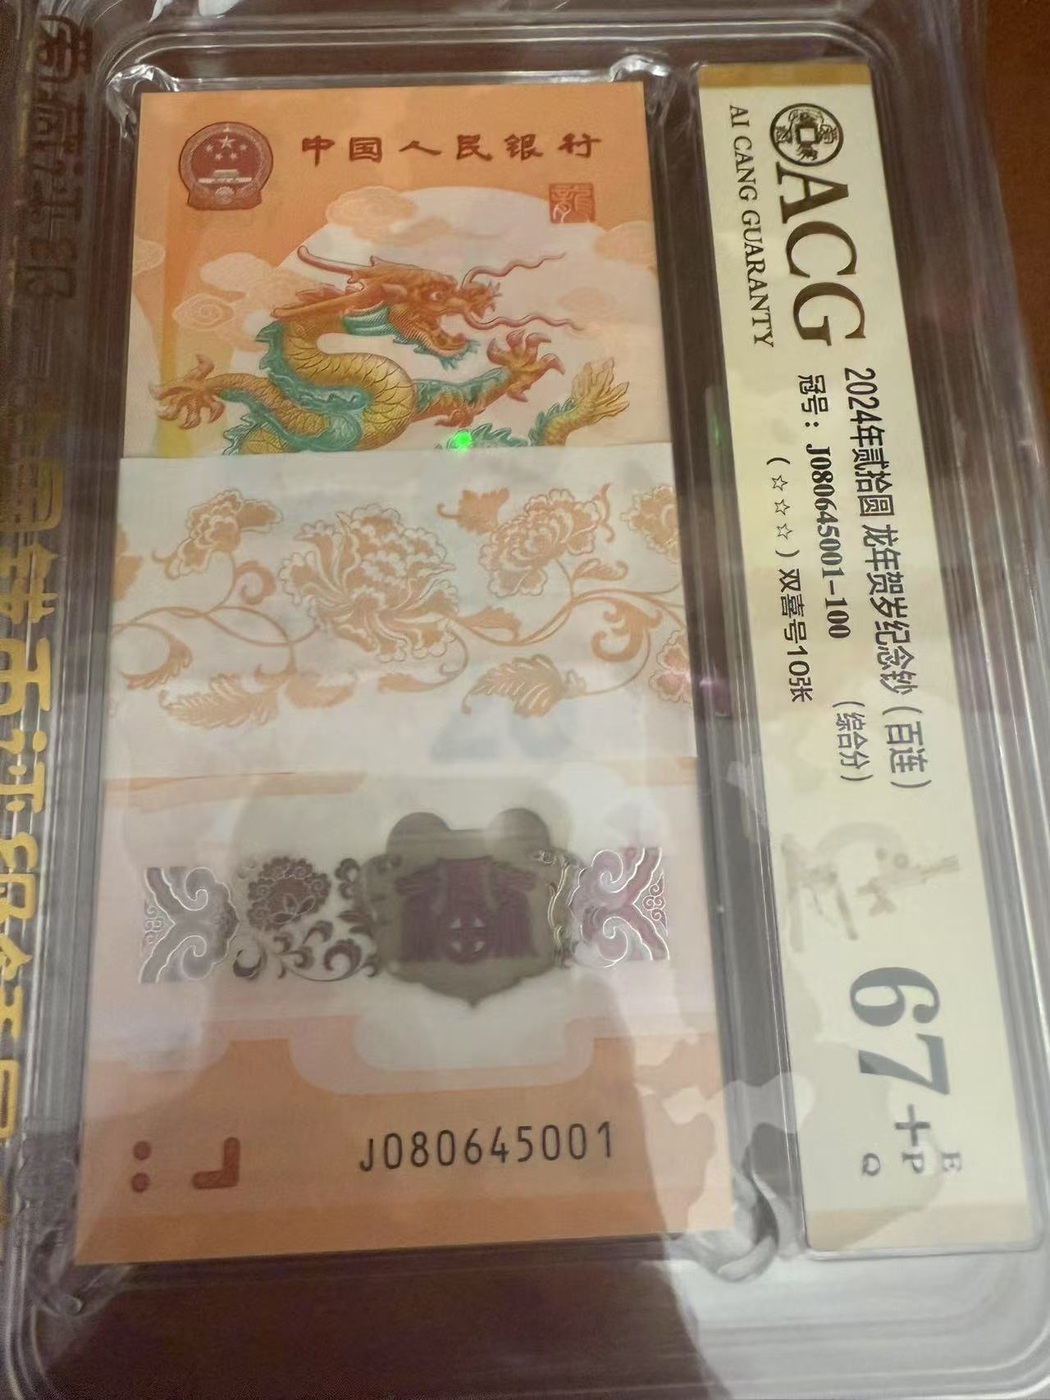 中国人民银行
J080645001
ACG
AI CANG GUARANTY
2024年贰拾圆 龙年贺岁纪念钞（百连）
冠号：J080645001-100 （综合分）
（☆☆☆）双喜号10张
67+
E
P
Q